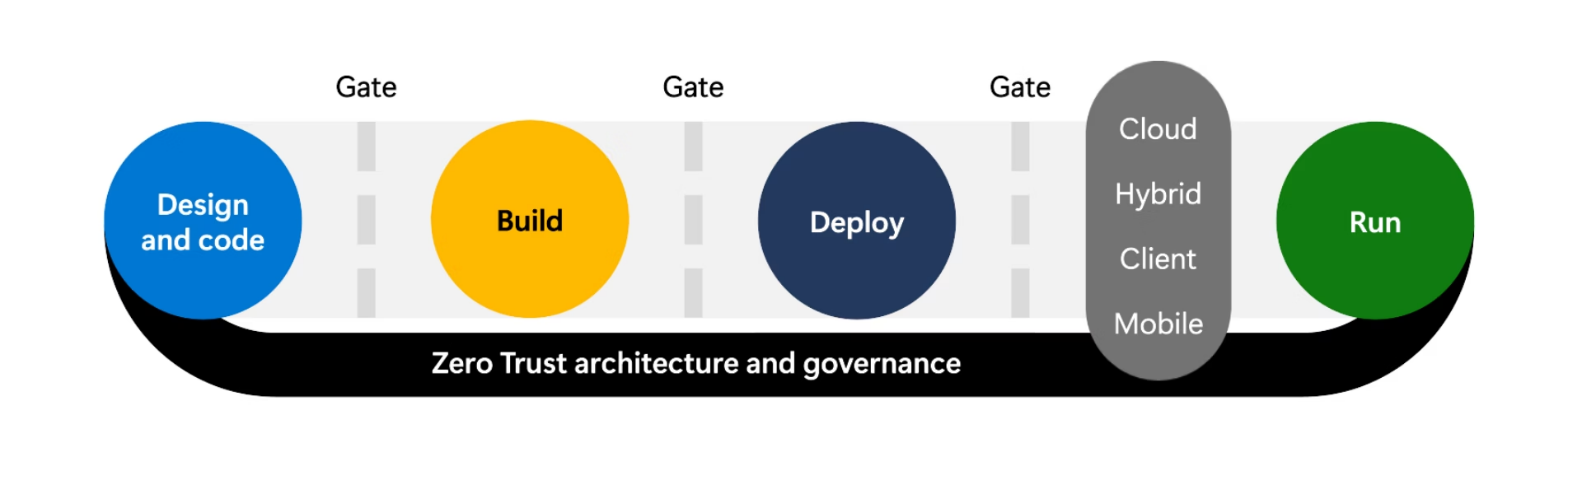 Gate
Gate
Gate
Design
and code
Build
Deploy
Cloud
Hybrid
Client
Mobile
Run
Zero Trust architecture and governance